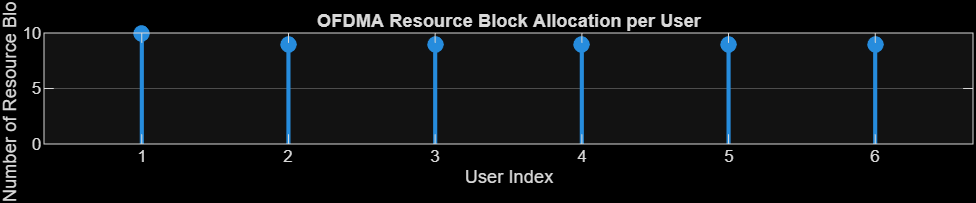 OFDMA Resource Block Allocation per User
Number of Resource Blo
10
5
0
1 2 3 4 5 6
User Index